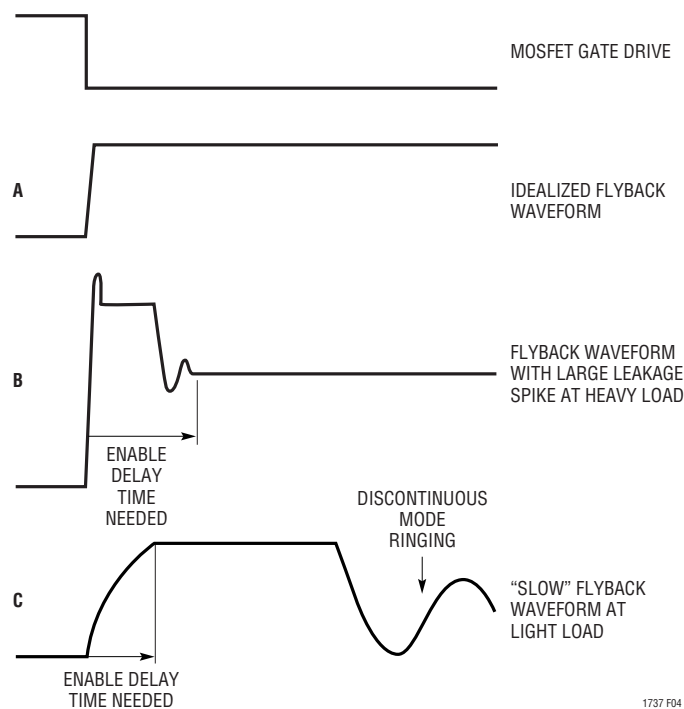 MOSFET GATE DRIVE
A
IDEALIZED FLYBACK
WAVEFORM
B
FLYBACK WAVEFORM
WITH LARGE LEAKAGE
SPIKE AT HEAVY LOAD
ENABLE
DELAY
TIME
NEEDED
DISCONTINUOUS
MODE
RINGING
C
“SLOW” FLYBACK
WAVEFORM AT
LIGHT LOAD
ENABLE DELAY
TIME NEEDED
1737 F04